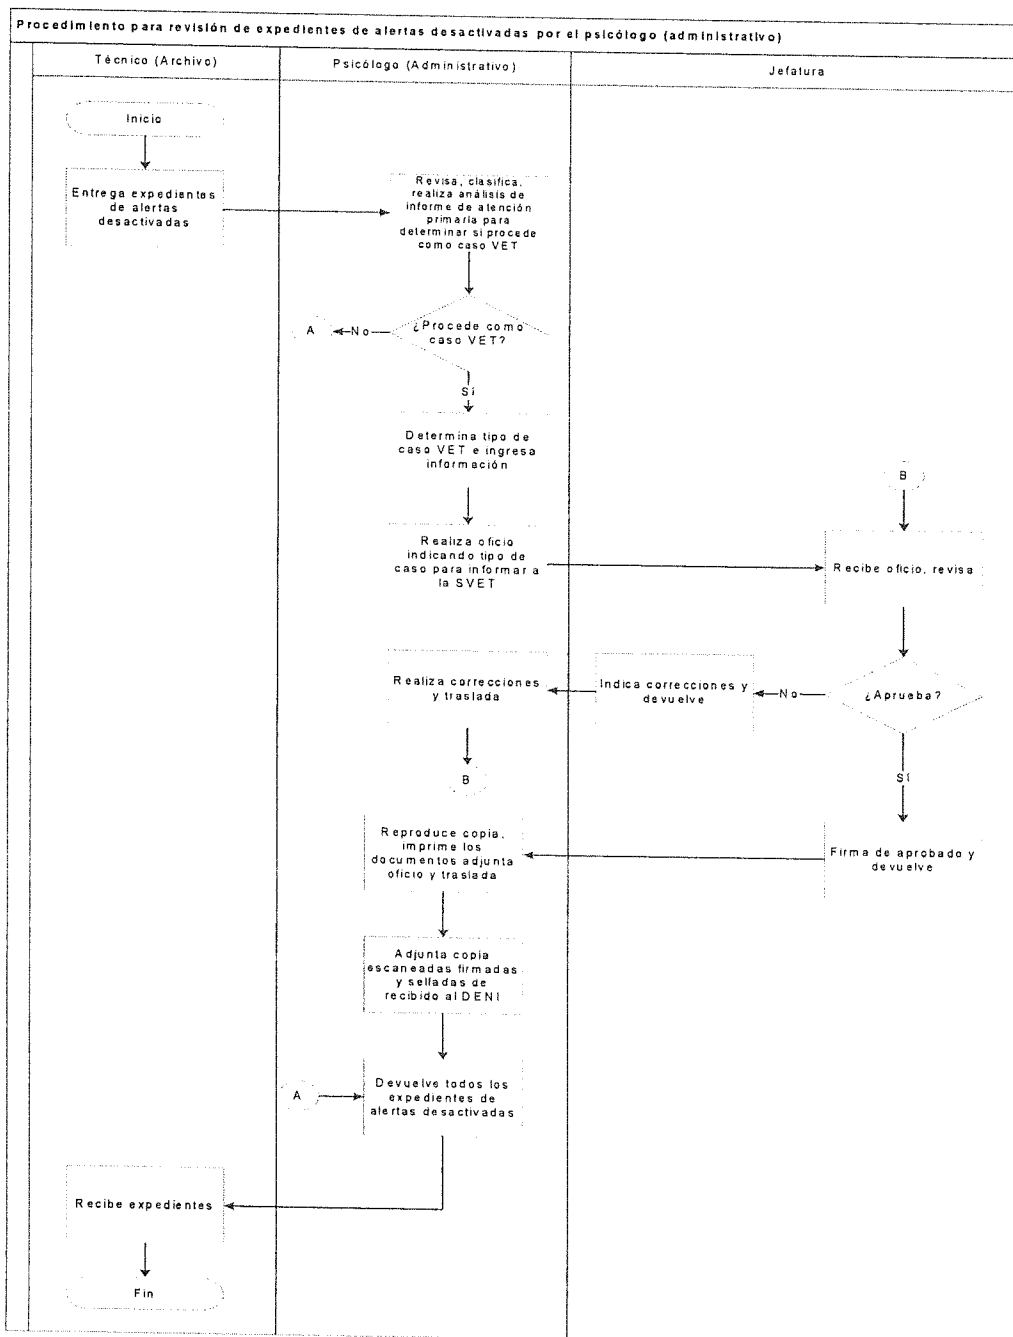 Procedimiento para revisión de expedientes de alertas desactivadas por el psicólogo (administrativo)
Técnico (Archivo)
Psicólogo (Administrativo)
Jefatura
Inicio
Entrega expedientes
de alertas
desactivadas
Revisa, clasifica,
realiza análisis de
informe de atención
primaria para
determinar si procede
como caso VET
¿Procede como
caso VET?
No
A
Sí
Determina tipo de
caso VET e ingresa
información
B
Realiza oficio
indicando tipo de
caso para informar a
la SVET
Recibe oficio, revisa
¿Aprueba?
No
Indica correcciones y
devuelve
Realiza correcciones
y traslada
B
Sí
Firma de aprobado y
devuelve
Reproduce copia,
imprime los
documentos adjunta
oficio y traslada
Adjunta copia
escaneadas firmadas
y selladas de
recibido al DENI
A
Devuelve todos los
expedientes de
alertas desactivadas
Recibe expedientes
Fin